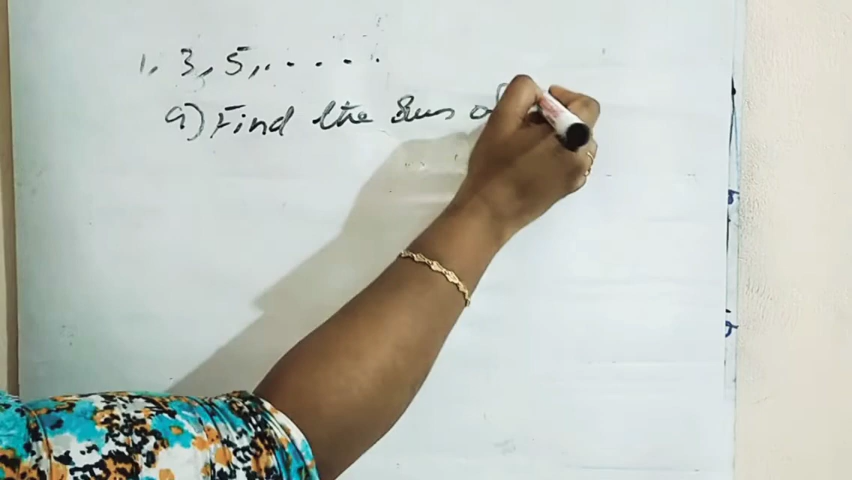 1, 3, 5, .....
a) Find the Sum of